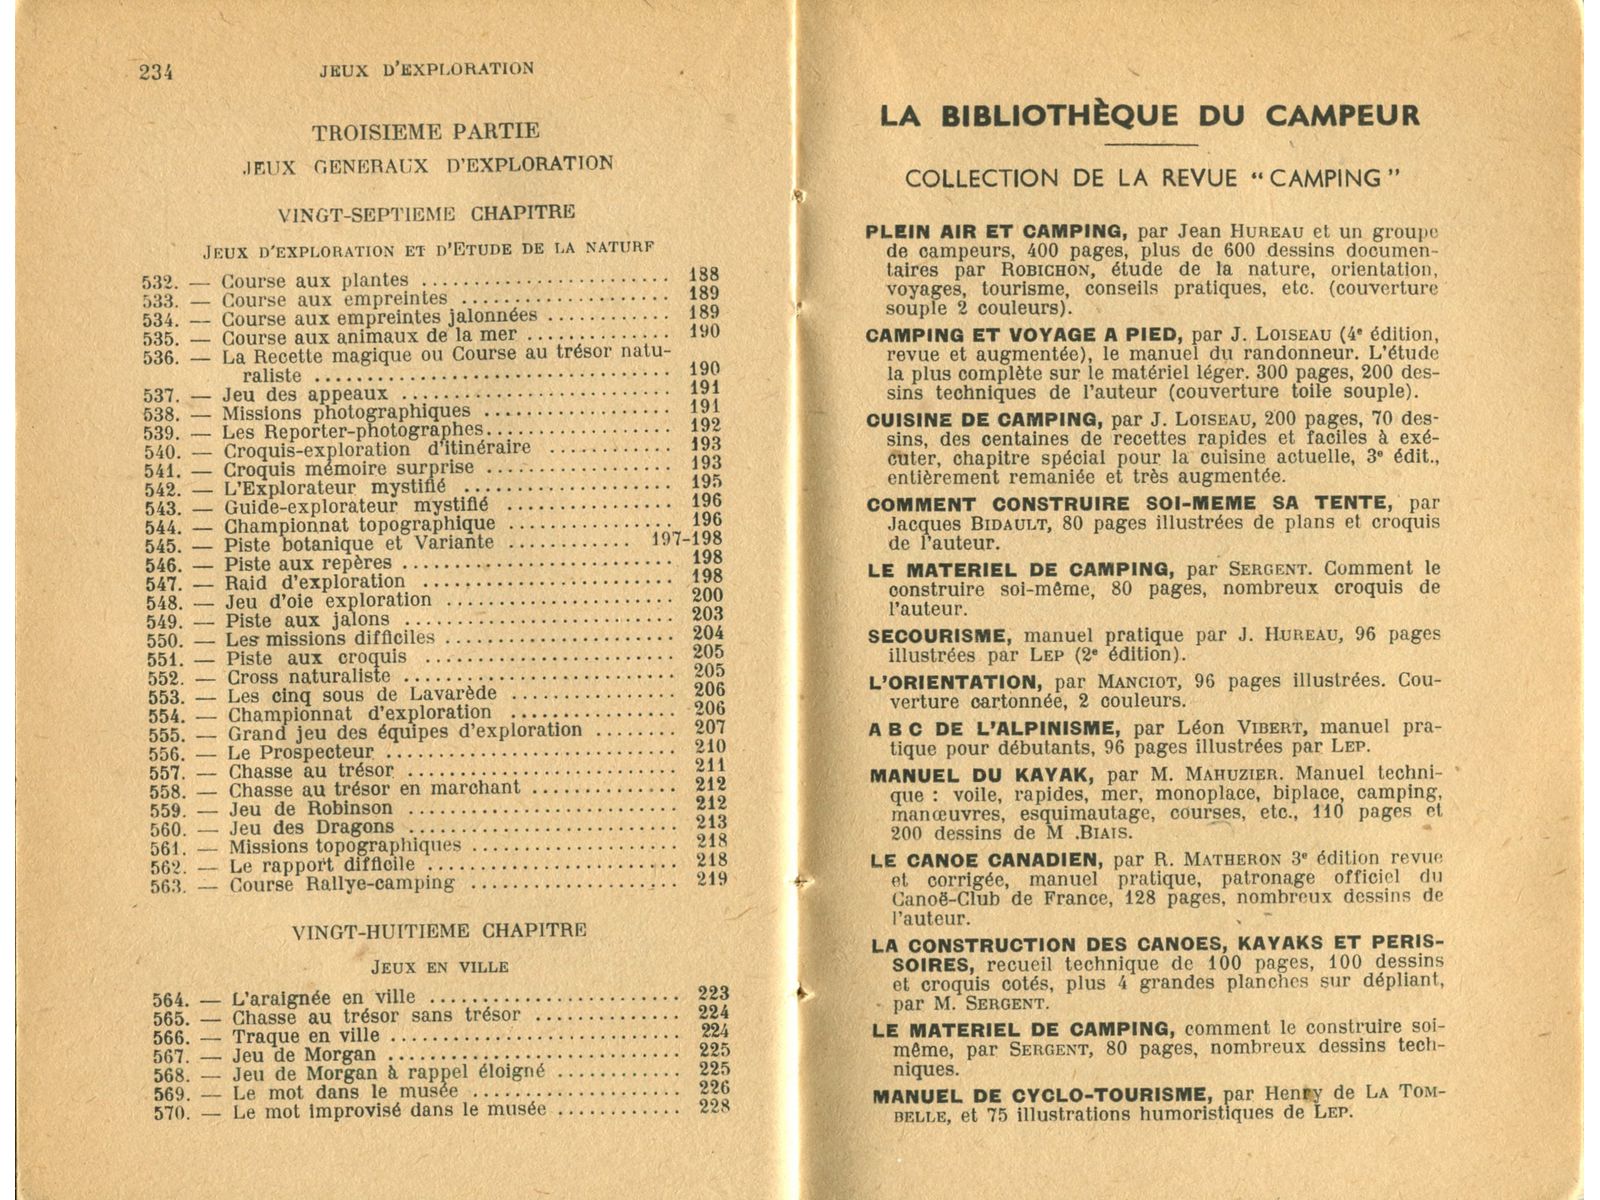 234 JEUX D'EXPLORATION
TROISIEME PARTIE
JEUX GENERAUX D'EXPLORATION
VINGT-SEPTIEME CHAPITRE
JEUX D'EXPLORATION ET D'ETUDE DE LA NATURE
532. — Course aux plantes ........................ 188
533. — Course aux empreintes .................... 189
534. — Course aux empreintes jalonnées ............ 189
535. — Course aux animaux de la mer .............. 190
536. — La Recette magique ou Course au trésor natu-
raliste .................................. 190
537. — Jeu des appeaux .......................... 191
538. — Missions photographiques .................. 191
539. — Les Reporter-photographes.................. 192
540. — Croquis-exploration d'itinéraire ............ 193
541. — Croquis mémoire surprise .................. 193
542. — L'Explorateur mystifié .................... 195
543. — Guide-explorateur mystifié ................ 196
544. — Championnat topographique ................ 196
545. — Piste botanique et Variante ............ 197-198
546. — Piste aux repères .......................... 198
547. — Raid d'exploration ........................ 198
548. — Jeu d'oie exploration ...................... 200
549. — Piste aux jalons .......................... 203
550. — Les missions difficiles ...................... 204
551. — Piste aux croquis ........................ 205
552. — Cross naturaliste .......................... 205
553. — Les cinq sous de Lavarède ................ 206
554. — Championnat d'exploration ................ 206
555. — Grand jeu des équipes d'exploration ........ 207
556. — Le Prospecteur ............................ 210
557. — Chasse au trésor .......................... 211
558. — Chasse au trésor en marchant .............. 212
559. — Jeu de Robinson .......................... 212
560. — Jeu des Dragons .......................... 213
561. — Missions topographiques .................... 218
562. — Le rapport difficile ........................ 218
563. — Course Rallye-camping .................... 219
VINGT-HUITIEME CHAPITRE
JEUX EN VILLE
564. — L'araignée en ville ........................ 223
565. — Chasse au trésor sans trésor .............. 224
566. — Traque en ville ............................ 224
567. — Jeu de Morgan ............................ 225
568. — Jeu de Morgan à rappel éloigné ............ 225
569. — Le mot dans le musée .................... 226
570. — Le mot improvisé dans le musée ............ 228
LA BIBLIOTHÈQUE DU CAMPEUR
COLLECTION DE LA REVUE “ CAMPING ”
PLEIN AIR ET CAMPING, par Jean HUREAU et un groupe
de campeurs, 400 pages, plus de 600 dessins documen-
taires par ROBICHON, étude de la nature, orientation,
voyages, tourisme, conseils pratiques, etc. (couverture
souple 2 couleurs).
CAMPING ET VOYAGE A PIED, par J. LOISEAU (4e édition,
revue et augmentée), le manuel du randonneur. L'étude
la plus complète sur le matériel léger. 300 pages, 200 des-
sins techniques de l'auteur (couverture toile souple).
CUISINE DE CAMPING, par J. LOISEAU, 200 pages, 70 des-
sins, des centaines de recettes rapides et faciles à exé-
cuter, chapitre spécial pour la cuisine actuelle, 3e édit.,
entièrement remaniée et très augmentée.
COMMENT CONSTRUIRE SOI-MEME SA TENTE, par
Jacques BIDAULT, 80 pages illustrées de plans et croquis
de l'auteur.
LE MATERIEL DE CAMPING, par SERGENT. Comment le
construire soi-même, 80 pages, nombreux croquis de
l'auteur.
SECOURISME, manuel pratique par J. HUREAU, 96 pages
illustrées par LEP (2e édition).
L'ORIENTATION, par MANCIOT, 96 pages illustrées. Cou-
verture cartonnée, 2 couleurs.
A B C DE L'ALPINISME, par Léon VIBERT, manuel pra-
tique pour débutants, 96 pages illustrées par LEP.
MANUEL DU KAYAK, par M. MAHUZIER. Manuel techni-
que : voile, rapides, mer, monoplace, biplace, camping,
manœuvres, esquimautage, courses, etc., 110 pages et
200 dessins de M .BIAIS.
LE CANOE CANADIEN, par R. MATHERON 3e édition revue
et corrigée, manuel pratique, patronage officiel du
Canoë-Club de France, 128 pages, nombreux dessins de
l'auteur.
LA CONSTRUCTION DES CANOES, KAYAKS ET PERIS-
SOIRES, recueil technique de 100 pages, 100 dessins
et croquis cotés, plus 4 grandes planches sur dépliant,
par M. SERGENT.
LE MATERIEL DE CAMPING, comment le construire soi-
même, par SERGENT, 80 pages, nombreux dessins tech-
niques.
MANUEL DE CYCLO-TOURISME, par Henry de LA TOM-
BELLE, et 75 illustrations humoristiques de LEP.